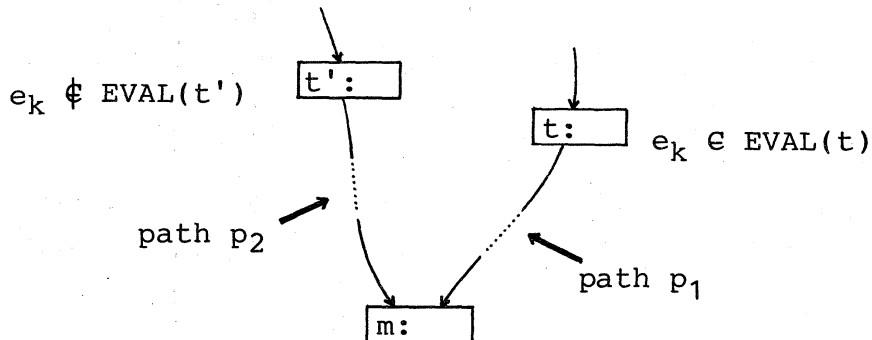 t':
e_k ∉ EVAL(t')
t:
e_k ∈ EVAL(t)
path p_2
path p_1
m: